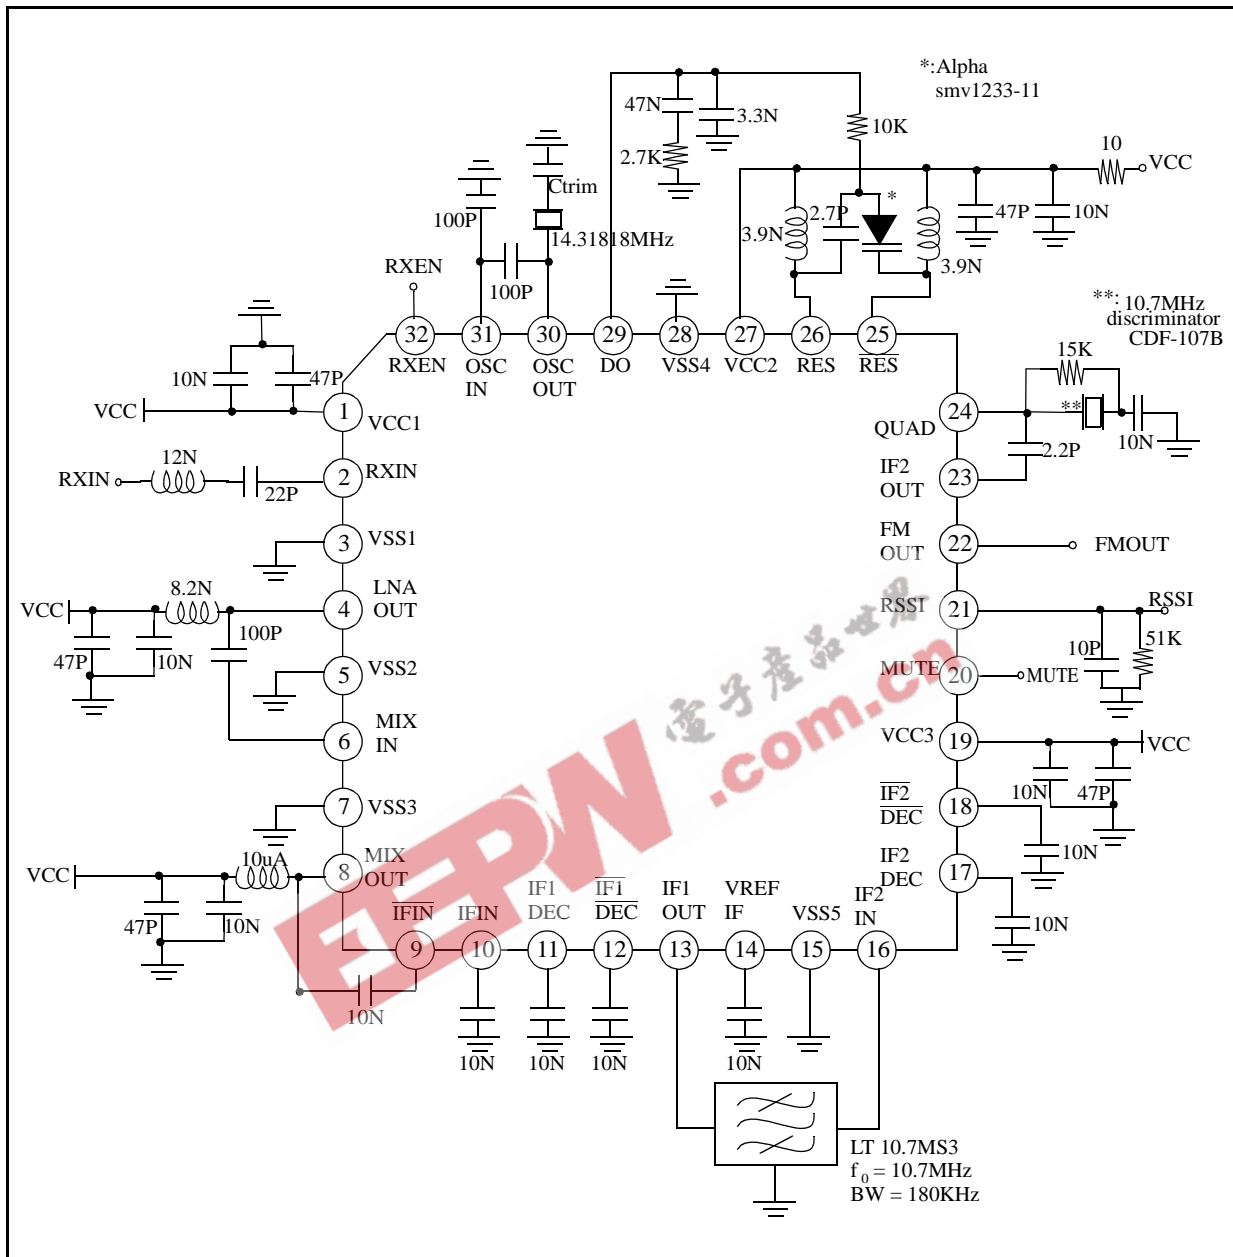 *:Alpha
smv1233-11
47N
3.3N
10K
2.7K
10
VCC
Ctrim
100P
14.31818MHz
100P
2.7P
*
3.9N
3.9N
47P
10N
RXEN
**: 10.7MHz
discriminator
CDF-107B
32
31
30
29
28
27
26
25
RXEN
OSC
IN
OSC
OUT
DO
VSS4
VCC2
RES
RES
10N
47P
VCC
1
VCC1
15K
**
10N
24
QUAD
2.2P
12N
RXIN
22P
2
RXIN
IF2
OUT
23
3
VSS1
FM
OUT
22
FMOUT
8.2N
VCC
LNA
OUT
4
100P
47P
10N
RSSI
21
RSSI
10P
51K
5
VSS2
MUTE
20
MUTE
MIX
IN
6
VCC3
19
VCC
10N
47P
7
VSS3
IF2
DEC
18
10N
VCC
10uA
8
MIX
OUT
47P
10N
IF2
DEC
17
10N
IFIN
IFIN
IF1
DEC
IF1
DEC
IF1
OUT
VREF
IF
VSS5
IF2
IN
9
10
11
12
13
14
15
16
10N
10N
10N
10N
10N
電子產品世界
EEPW
.com.cn
LT 10.7MS3
f0 = 10.7MHz
BW = 180KHz